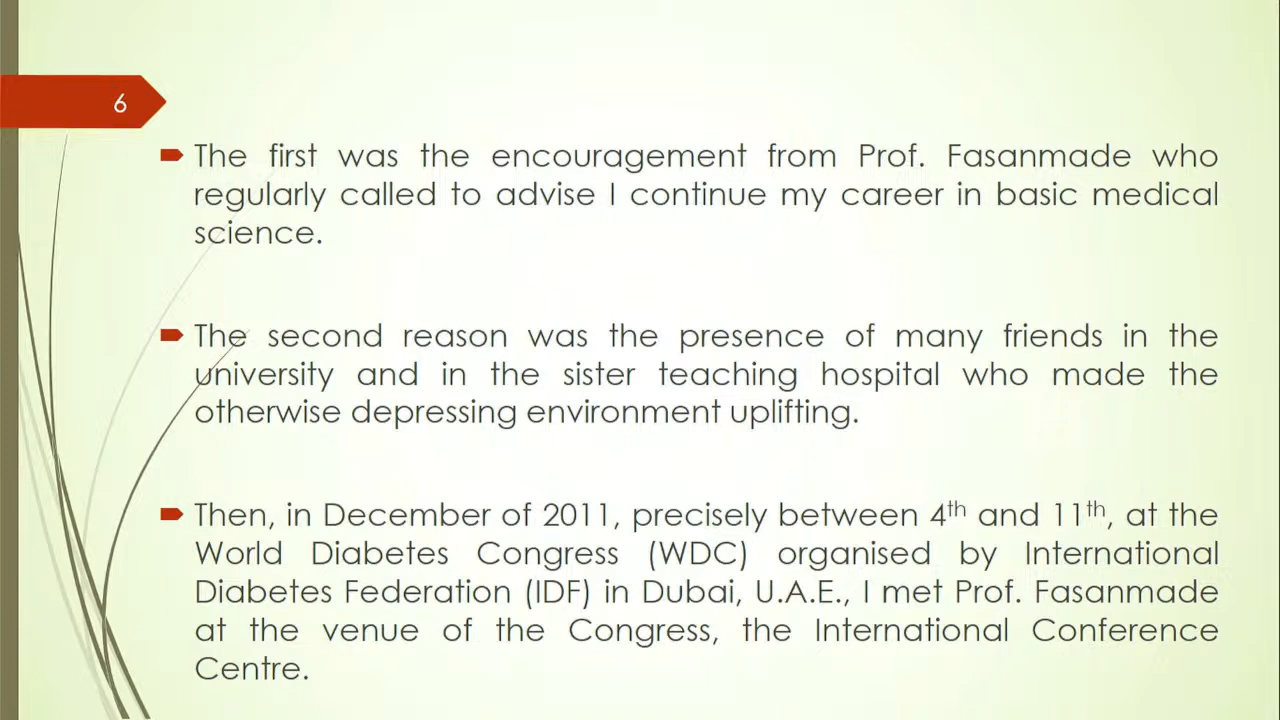 6
The first was the encouragement from Prof. Fasanmade who
regularly called to advise I continue my career in basic medical
science.
The second reason was the presence of many friends in the
university and in the sister teaching hospital who made the
otherwise depressing environment uplifting.
Then, in December of 2011, precisely between 4th and 11th, at the
World Diabetes Congress (WDC) organised by International
Diabetes Federation (IDF) in Dubai, U.A.E., I met Prof. Fasanmade
at the venue of the Congress, the International Conference
Centre.